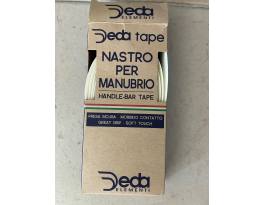 Deda
ELEMENTI
Deda tape
NASTRO
PER
MANUBRIO
HANDLE-BAR TAPE
PRESA SICURA - MORBIDO CONTATTO
GREAT GRIP - SOFT TOUCH
Deda
ELEMENTI